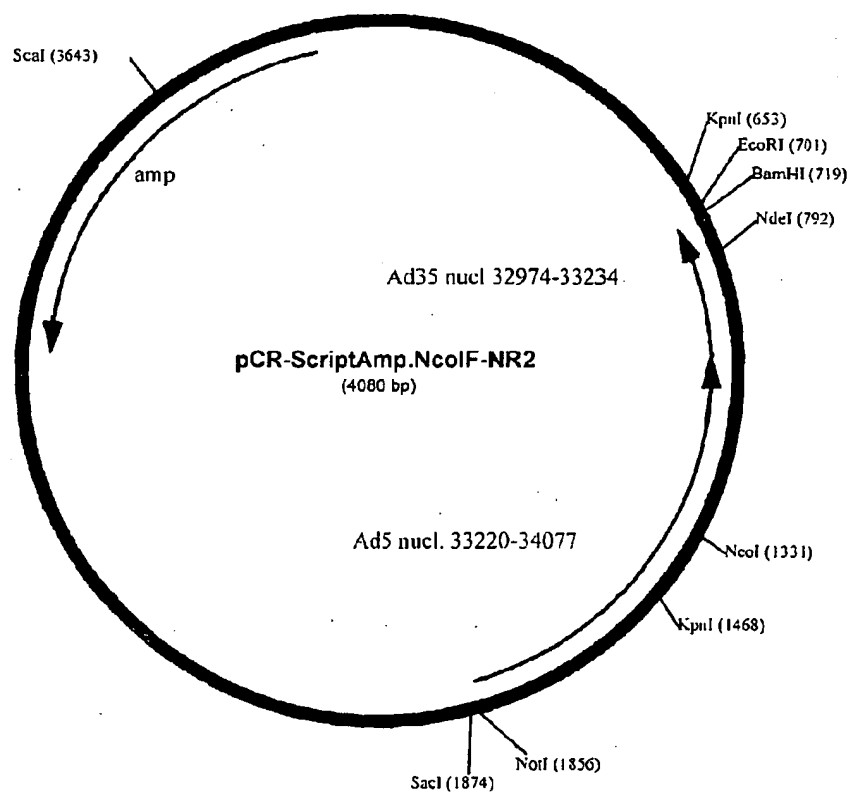 ScaI (3643)
KpnI (653)
EcoRI (701)
BamHI (719)
amp
NdeI (792)
Ad35 nucl 32974-33234
pCR-ScriptAmp.NcoIF-NR2
(4080 bp)
Ad5 nucl. 33220-34077
NcoI (1331)
KpnI (1468)
NotI (1856)
SacI (1874)